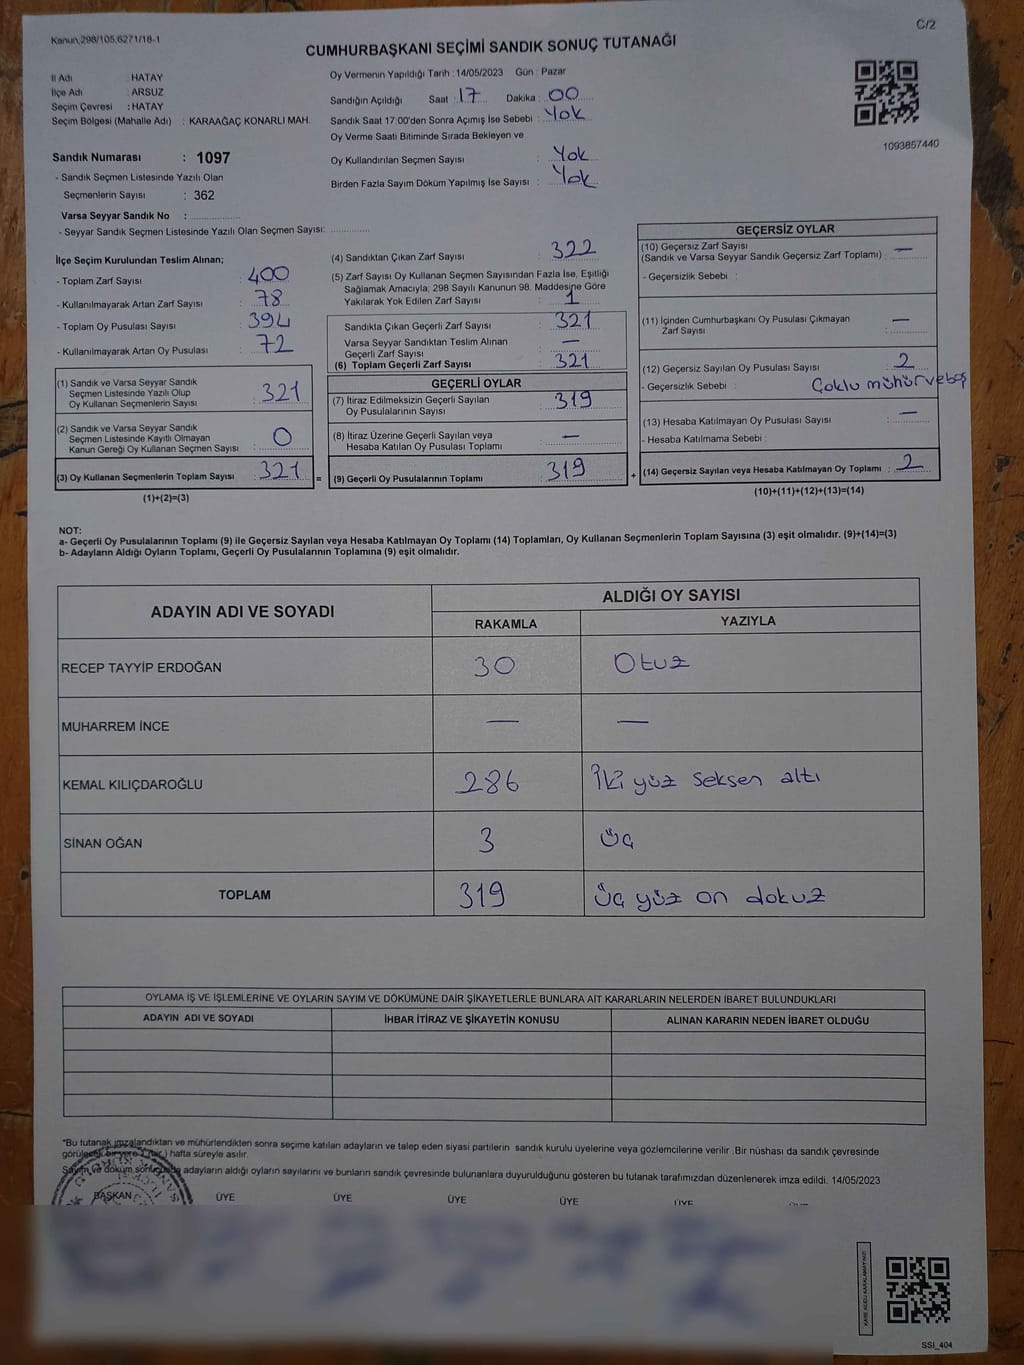 Kanun,298/105,6271/18-1
C/2
CUMHURBAŞKANI SEÇİMİ SANDIK SONUÇ TUTANAĞI
İl Adı : HATAY
İlçe Adı : ARSUZ
Seçim Çevresi : HATAY
Seçim Bölgesi (Mahalle Adı) : KARAAĞAÇ KONARLI MAH.
Oy Vermenin Yapıldığı Tarih : 14/05/2023 Gün : Pazar
Sandığın Açıldığı Saat : 17 Dakika : 00
Sandık Saat 17:00'den Sonra Açımış İse Sebebi : Yok
Oy Verme Saati Bitiminde Sırada Bekleyen ve
Oy Kullandırılan Seçmen Sayısı : Yok
Birden Fazla Sayım Döküm Yapılmış İse Sayısı : Yok
1093857440
Sandık Numarası : 1097
- Sandık Seçmen Listesinde Yazılı Olan
Seçmenlerin Sayısı : 362
Varsa Seyyar Sandık No : ..................
- Seyyar Sandık Seçmen Listesinde Yazılı Olan Seçmen Sayısı: ..............
İlçe Seçim Kurulundan Teslim Alınan;
- Toplam Zarf Sayısı : 400
- Kullanılmayarak Artan Zarf Sayısı : 78
- Toplam Oy Pusulası Sayısı : 394
- Kullanılmayarak Artan Oy Pusulası : 72
(1) Sandık ve Varsa Seyyar Sandık
Seçmen Listesinde Yazılı Olup
Oy Kullanan Seçmenlerin Sayısı : 321
(2) Sandık ve Varsa Seyyar Sandık
Seçmen Listesinde Kayıtlı Olmayan
Kanun Gereği Oy Kullanan Seçmen Sayısı : 0
(3) Oy Kullanan Seçmenlerin Toplam Sayısı : 321 =
(1)+(2)=(3)
(4) Sandıktan Çıkan Zarf Sayısı : 322
(5) Zarf Sayısı Oy Kullanan Seçmen Sayısından Fazla İse, Eşitliği
Sağlamak Amacıyla; 298 Sayılı Kanunun 98. Maddesine Göre
Yakılarak Yok Edilen Zarf Sayısı : 1
Sandıkta Çıkan Geçerli Zarf Sayısı : 321
Varsa Seyyar Sandıktan Teslim Alınan
Geçerli Zarf Sayısı : —
(6) Toplam Geçerli Zarf Sayısı : 321
GEÇERLİ OYLAR
(7) İtiraz Edilmeksizin Geçerli Sayılan
Oy Pusulalarının Sayısı : 319
(8) İtiraz Üzerine Geçerli Sayılan veya
Hesaba Katılan Oy Pusulası Toplamı : —
(9) Geçerli Oy Pusulalarının Toplamı : 319 +
GEÇERSİZ OYLAR
(10) Geçersiz Zarf Sayısı
(Sandık ve Varsa Seyyar Sandık Geçersiz Zarf Toplamı) : —
- Geçersizlik Sebebi :
(11) İçinden Cumhurbaşkanı Oy Pusulası Çıkmayan
Zarf Sayısı : —
(12) Geçersiz Sayılan Oy Pusulası Sayısı : 2
- Geçersizlik Sebebi : Çoklu mühür ve boş
(13) Hesaba Katılmayan Oy Pusulası Sayısı : —
- Hesaba Katılmama Sebebi :
(14) Geçersiz Sayılan veya Hesaba Katılmayan Oy Toplamı : 2
(10)+(11)+(12)+(13)=(14)
NOT:
a- Geçerli Oy Pusulalarının Toplamı (9) ile Geçersiz Sayılan veya Hesaba Katılmayan Oy Toplamı (14) Toplamları, Oy Kullanan Seçmenlerin Toplam Sayısına (3) eşit olmalıdır. (9)+(14)=(3)
b- Adayların Aldığı Oyların Toplamı, Geçerli Oy Pusulalarının Toplamına (9) eşit olmalıdır.
ADAYIN ADI VE SOYADI ALDIĞI OY SAYISI
RAKAMLA YAZIYLA
RECEP TAYYİP ERDOĞAN 30 Otuz
MUHARREM İNCE — —
KEMAL KILIÇDAROĞLU 286 İki yüz seksen altı
SİNAN OĞAN 3 Üç
TOPLAM 319 Üç yüz on dokuz
OYLAMA İŞ VE İŞLEMLERİNE VE OYLARIN SAYIM VE DÖKÜMÜNE DAİR ŞİKAYETLERLE BUNLARA AİT KARARLARIN NELERDEN İBARET BULUNDUKLARI
ADAYIN ADI VE SOYADI İHBAR İTİRAZ VE ŞİKAYETİN KONUSU ALINAN KARARIN NEDEN İBARET OLDUĞU
*Bu tutanak imzalandıktan ve mühürlendikten sonra seçime katılan adayların ve talep eden siyasi partilerin sandık kurulu üyelerine veya gözlemcilerine verilir .Bir nüshası da sandık çevresinde
görülecek bir yere hafta süreyle asılır.
Sayım ve döküm adayların aldığı oyların sayılarını ve bunların sandık çevresinde bulunanlara duyurulduğunu gösteren bu tutanak tarafımızdan düzenlenerek imza edildi. 14/05/2023
BAŞKAN ÜYE ÜYE ÜYE ÜYE ÜYE
KARE KODU KARALAMAYINIZ!
SSI_404